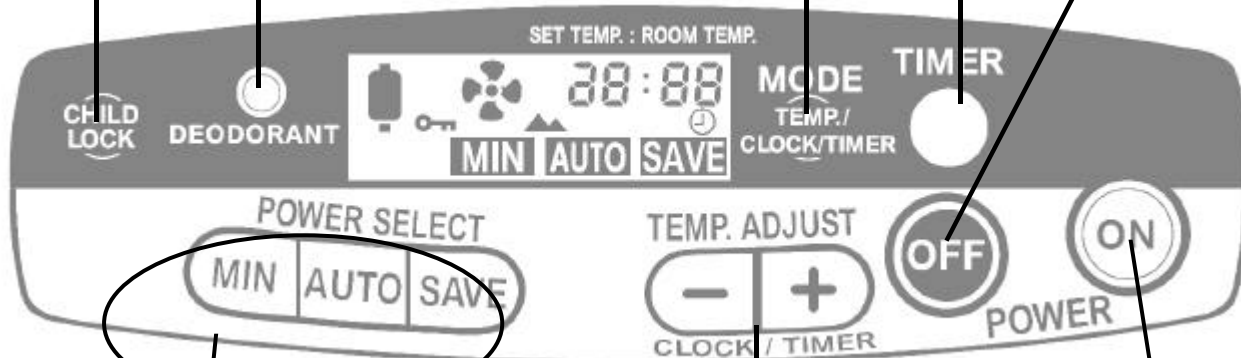 SET TEMP. : ROOM TEMP.
CHILD
LOCK
DEODORANT
38:88
MIN AUTO SAVE
MODE
TEMP./
CLOCK/TIMER
TIMER
POWER SELECT
MIN AUTO SAVE
TEMP. ADJUST
− +
CLOCK / TIMER
OFF
ON
POWER